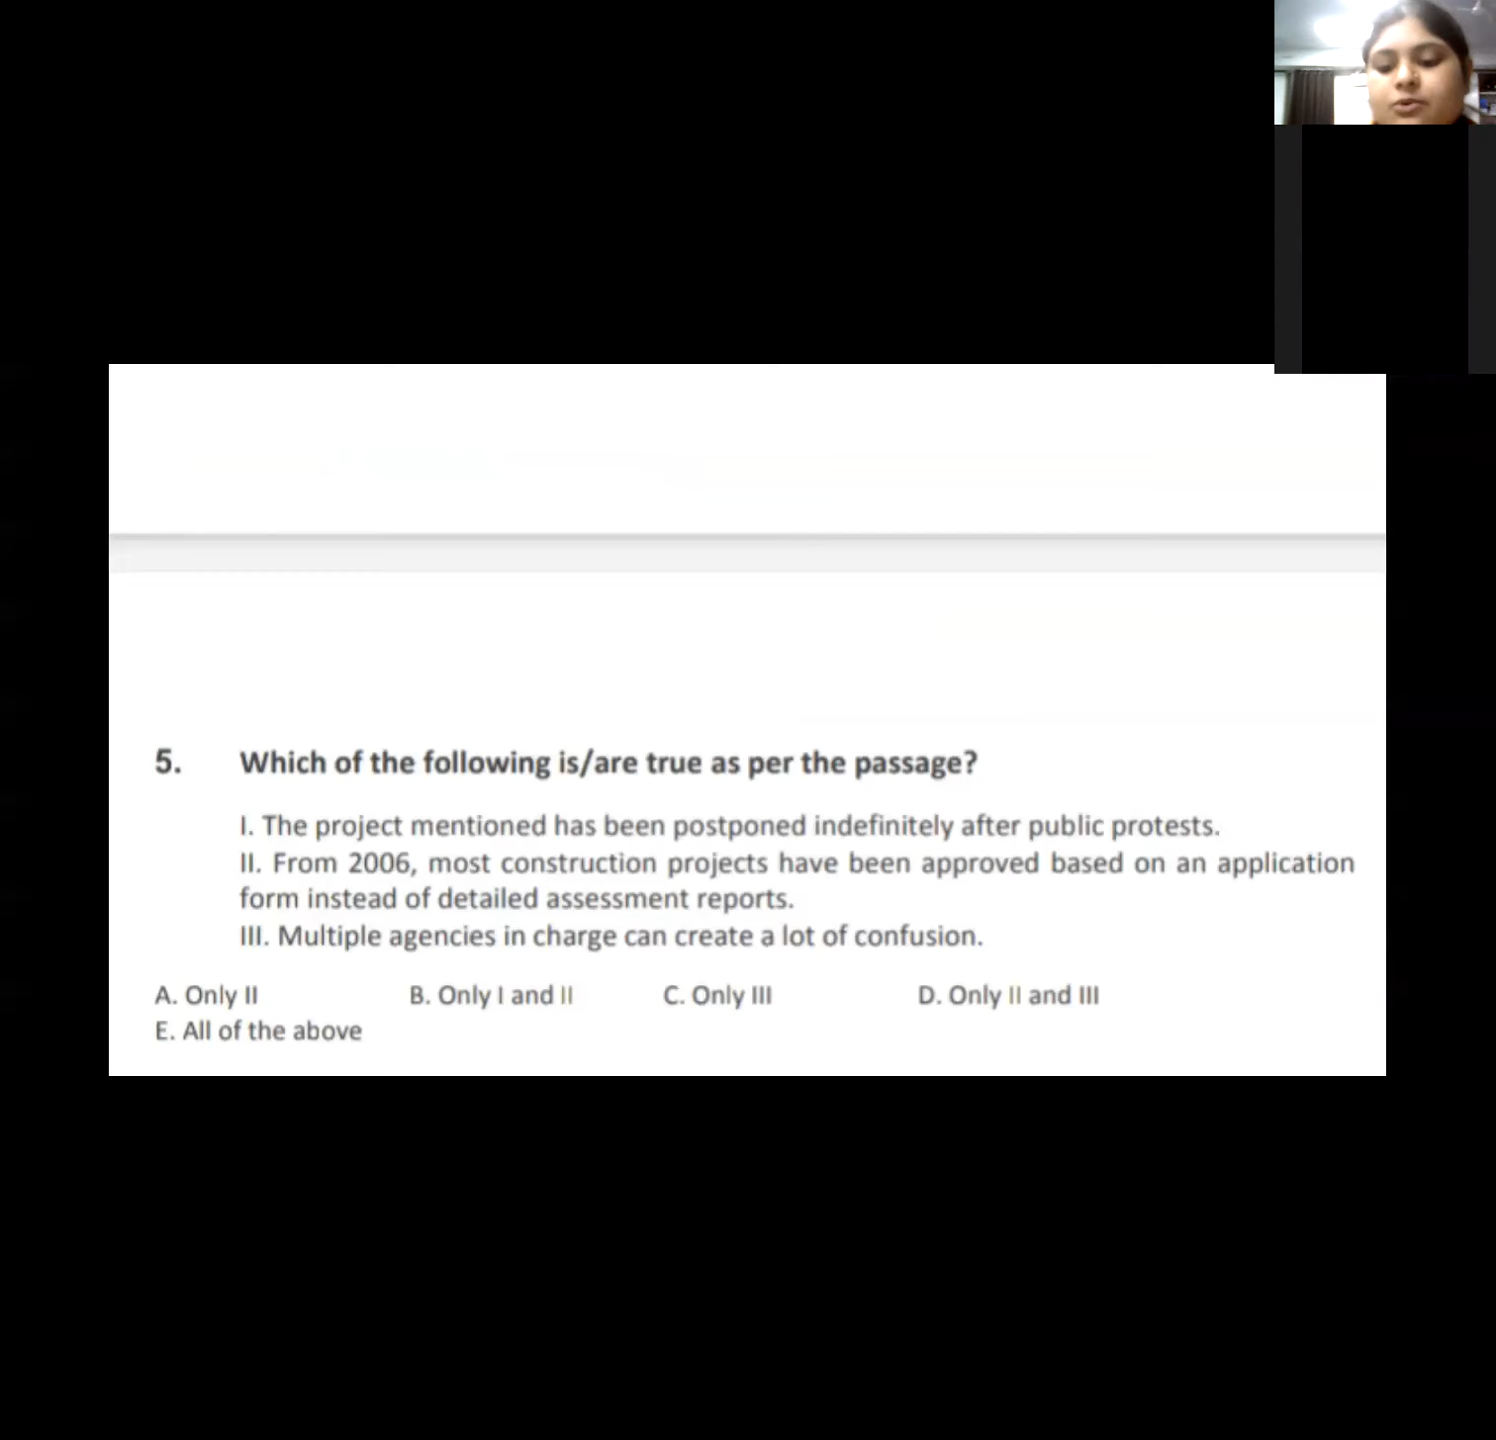 5. Which of the following is/are true as per the passage?
I. The project mentioned has been postponed indefinitely after public protests.
II. From 2006, most construction projects have been approved based on an application
form instead of detailed assessment reports.
III. Multiple agencies in charge can create a lot of confusion.
A. Only II B. Only I and II C. Only III D. Only II and III
E. All of the above